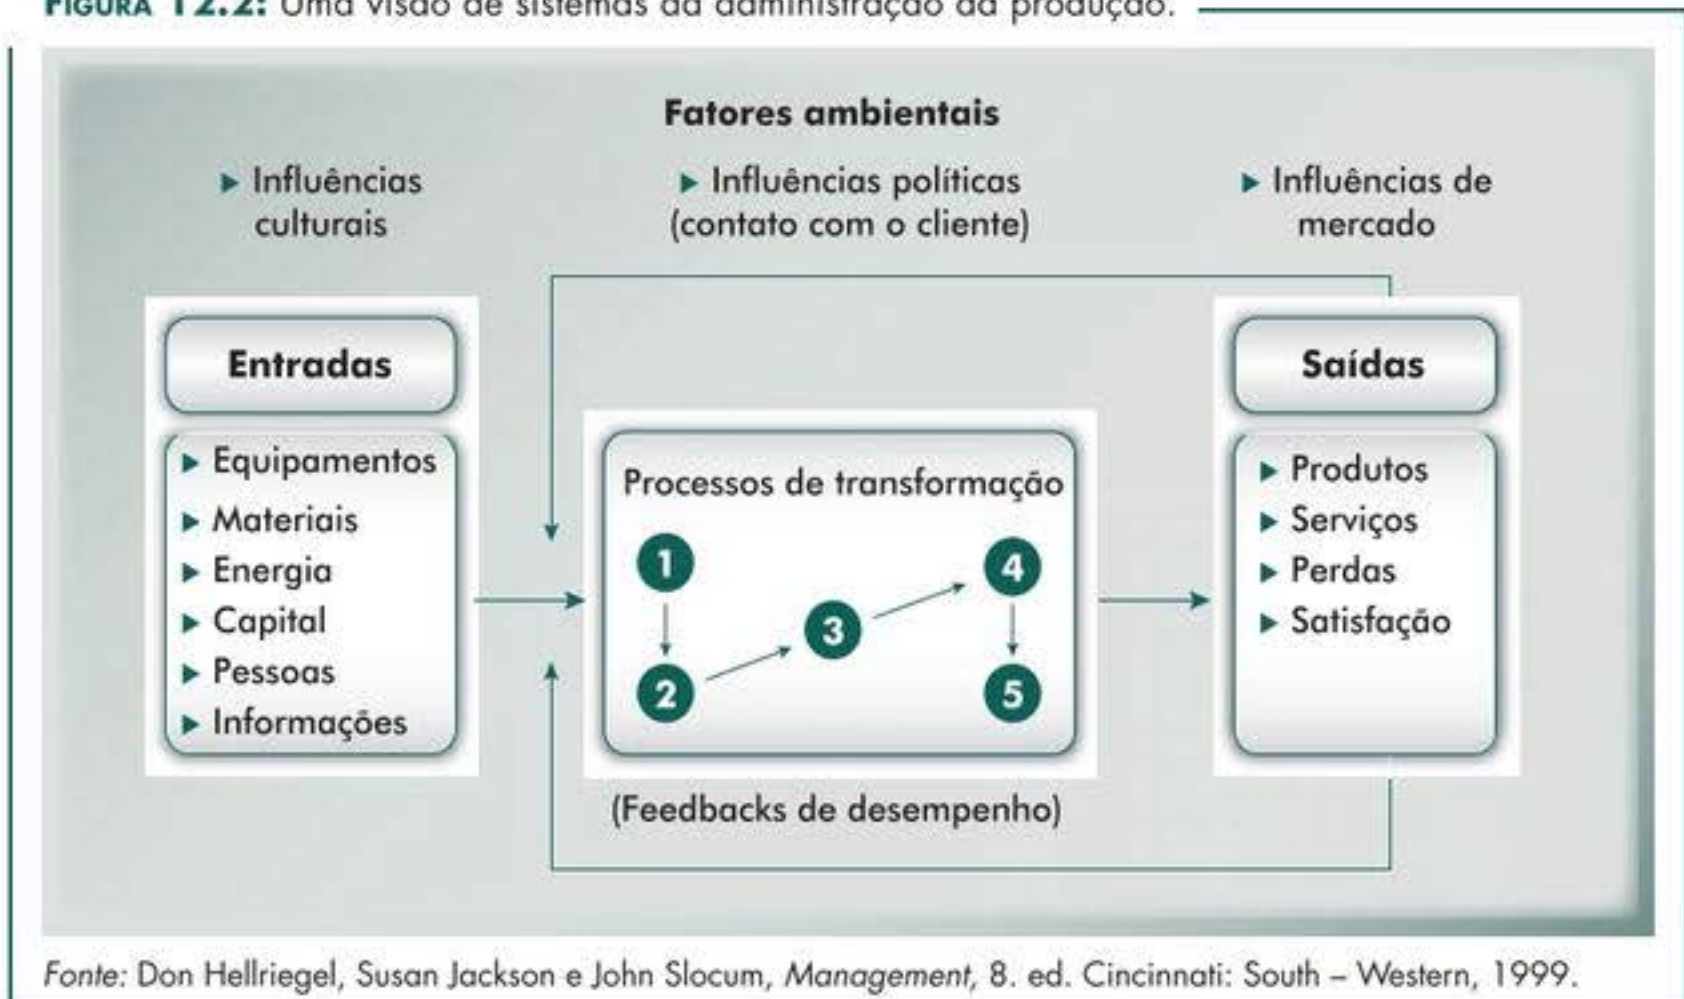 FIGURA 12.2: Uma visão de sistemas da administração da produção.
Fatores ambientais
► Influências
culturais
► Influências políticas
(contato com o cliente)
► Influências de
mercado
Entradas
► Equipamentos
► Materiais
► Energia
► Capital
► Pessoas
► Informações
Processos de transformação
1
2
3
4
5
(Feedbacks de desempenho)
Saídas
► Produtos
► Serviços
► Perdas
► Satisfação
Fonte: Don Hellriegel, Susan Jackson e John Slocum, Management, 8. ed. Cincinnati: South – Western, 1999.